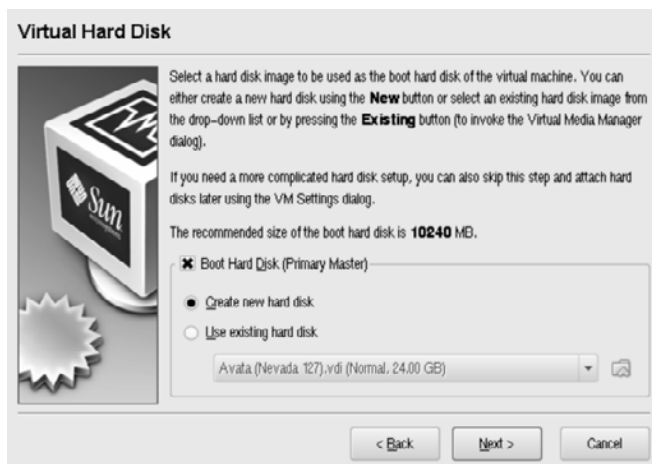 Virtual Hard Disk
Select a hard disk image to be used as the boot hard disk of the virtual machine. You can
either create a new hard disk using the New button or select an existing hard disk image from
the drop-down list or by pressing the Existing button (to invoke the Virtual Media Manager
dialog).
If you need a more complicated hard disk setup, you can also skip this step and attach hard
disks later using the VM Settings dialog.
The recommended size of the boot hard disk is 10240 MB.
Sun
Boot Hard Disk (Primary Master)
Create new hard disk
Use existing hard disk
Avata (Nevada 127).vdi (Normal, 24.00 GB)
< Back
Next >
Cancel